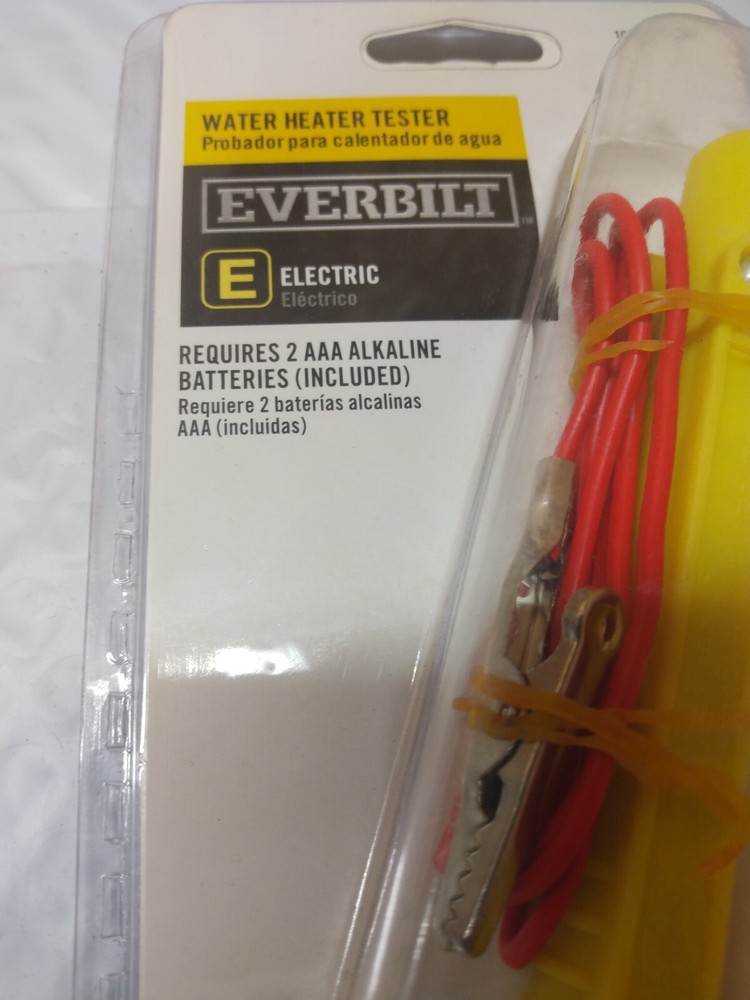 WATER HEATER TESTER
Probador para calentador de agua
EVERBILT™
E ELECTRIC
Eléctrico
REQUIRES 2 AAA ALKALINE
BATTERIES (INCLUDED)
Requiere 2 baterías alcalinas
AAA (incluidas)